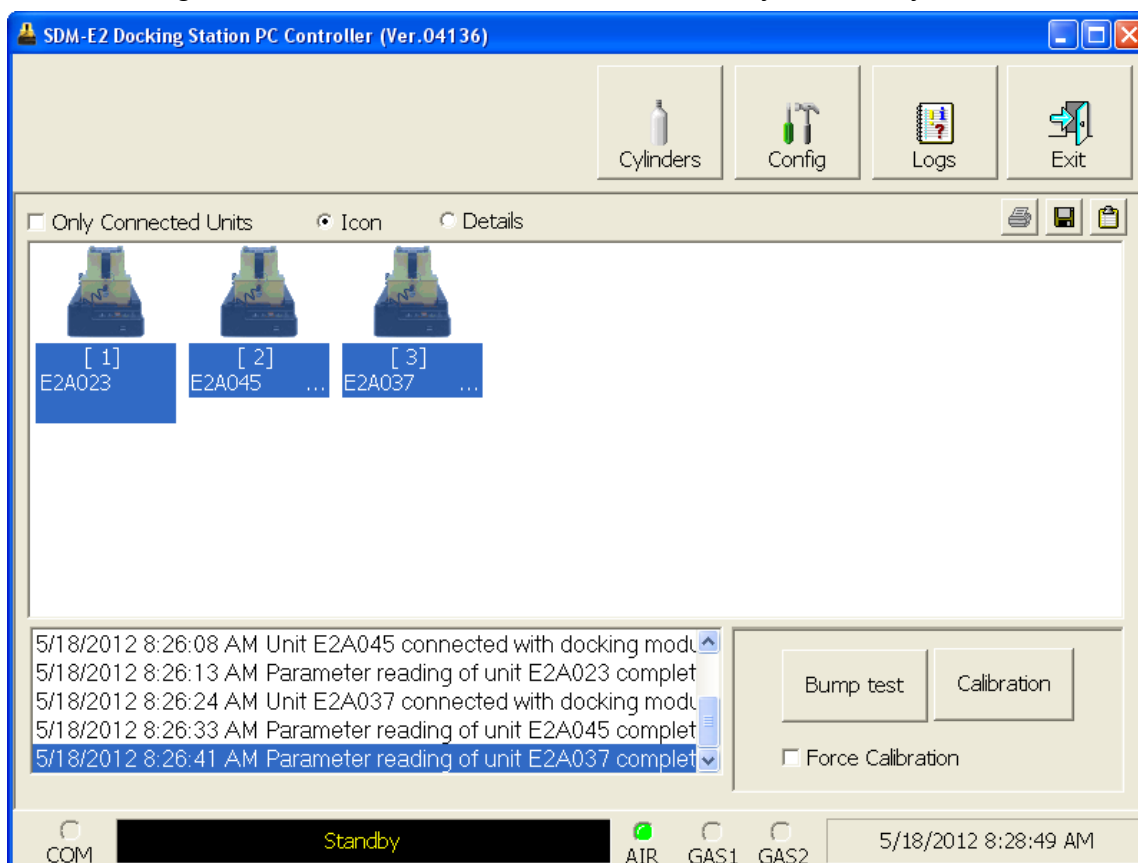 SDM-E2 Docking Station PC Controller (Ver.04136)
Cylinders
Config
Logs
Exit
Only Connected Units
Icon
Details
[ 1]
E2A023
[ 2]
E2A045 ...
[ 3]
E2A037 ...
5/18/2012 8:26:08 AM Unit E2A045 connected with docking modu
5/18/2012 8:26:13 AM Parameter reading of unit E2A023 complet
5/18/2012 8:26:24 AM Unit E2A037 connected with docking modu
5/18/2012 8:26:33 AM Parameter reading of unit E2A045 complet
5/18/2012 8:26:41 AM Parameter reading of unit E2A037 complet
Bump test
Calibration
Force Calibration
COM
Standby
AIR
GAS1
GAS2
5/18/2012 8:28:49 AM